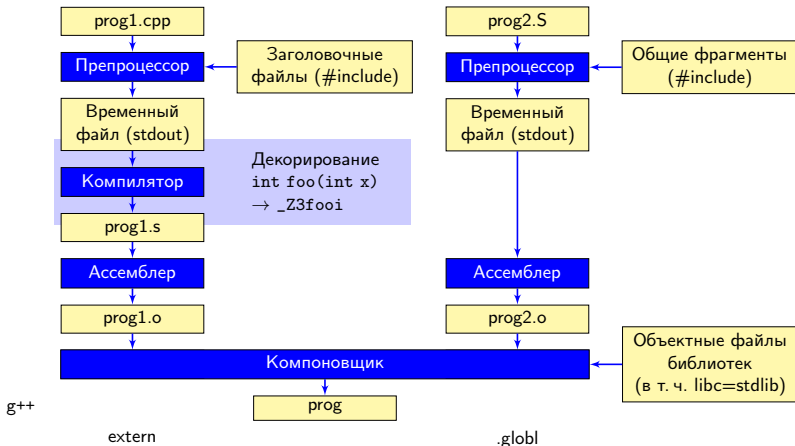 prog1.cpp
prog2.S
Препроцессор
Заголовочные
файлы (#include)
Препроцессор
Общие фрагменты
(#include)
Временный
файл (stdout)
Временный
файл (stdout)
Декорирование
int foo(int x)
→ _Z3fooi
Компилятор
prog1.s
Ассемблер
Ассемблер
prog1.o
prog2.o
Компоновщик
Объектные файлы
библиотек
(в т. ч. libc=stdlib)
prog
g++
extern
.globl